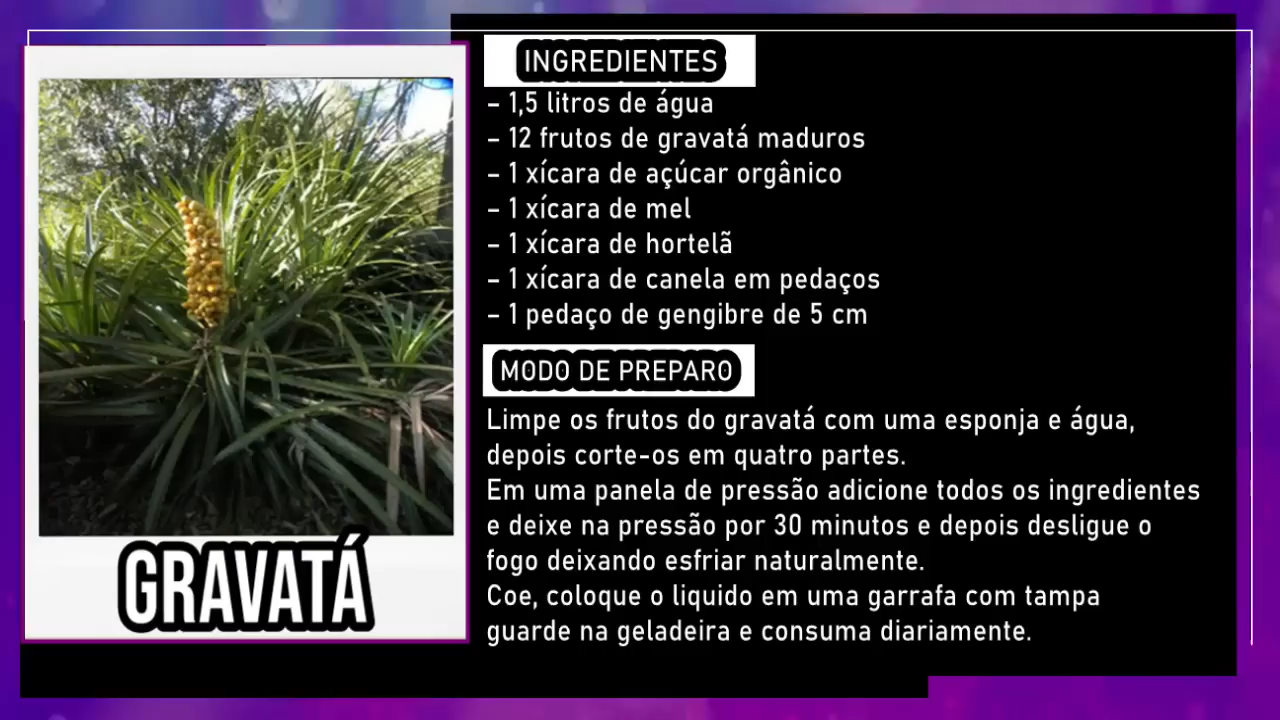 INGREDIENTES
– 1,5 litros de água
– 12 frutos de gravatá maduros
– 1 xícara de açúcar orgânico
– 1 xícara de mel
– 1 xícara de hortelã
– 1 xícara de canela em pedaços
– 1 pedaço de gengibre de 5 cm
MODO DE PREPARO
Limpe os frutos do gravatá com uma esponja e água,
depois corte-os em quatro partes.
Em uma panela de pressão adicione todos os ingredientes
e deixe na pressão por 30 minutos e depois desligue o
fogo deixando esfriar naturalmente.
Coe, coloque o liquido em uma garrafa com tampa
guarde na geladeira e consuma diariamente.
GRAVATÁ